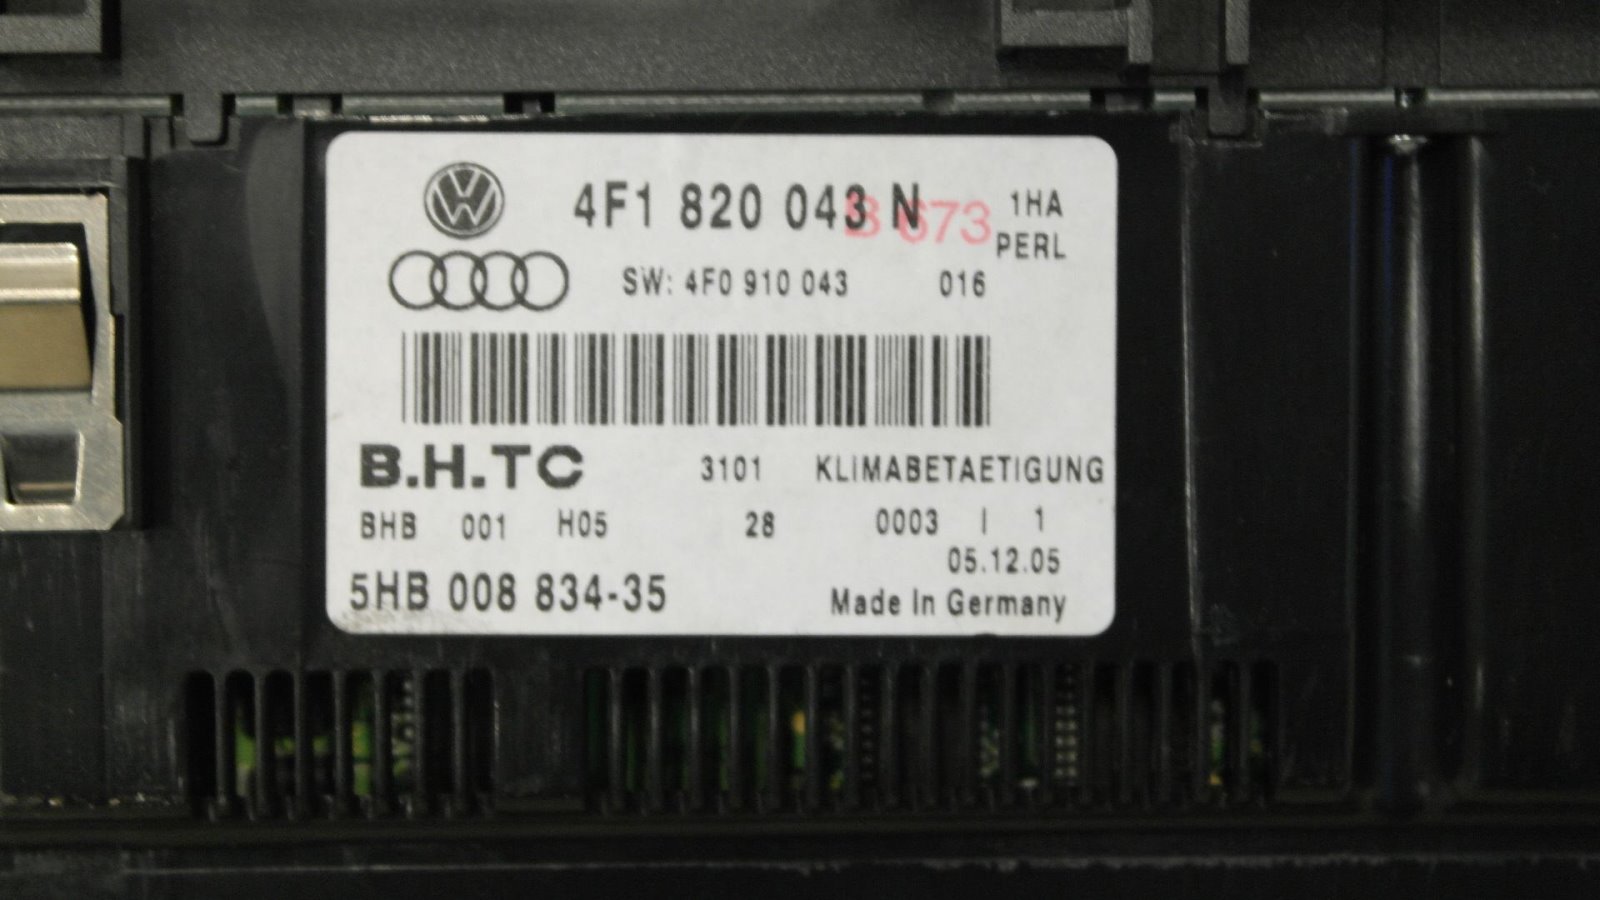 4F1 820 043 N 1HA
B 673
PERL
SW: 4F0 910 043 016
B.H.TC 3101 KLIMABETAETIGUNG
BHB 001 H05 28 0003 I 1
05.12.05
5HB 008 834-35 Made In Germany